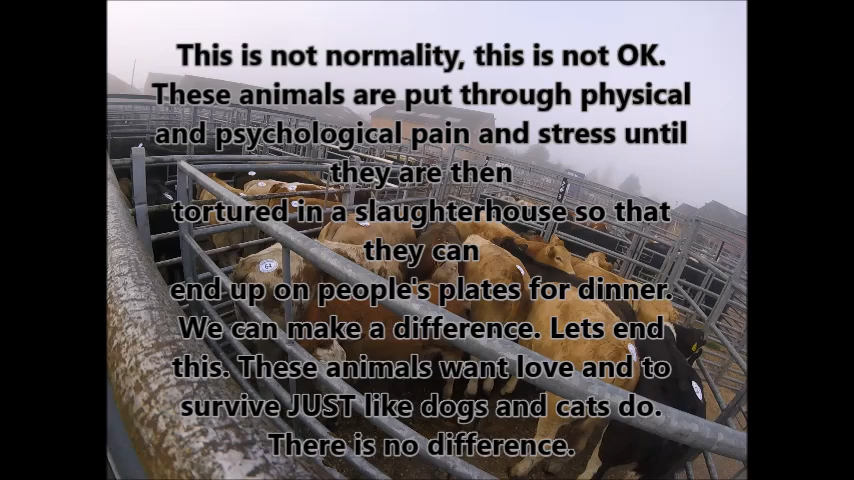 This is not normality, this is not OK.
These animals are put through physical
and psychological pain and stress until
they are then
tortured in a slaughterhouse so that
they can
end up on people's plates for dinner.
We can make a difference. Lets end
this. These animals want love and to
survive JUST like dogs and cats do.
There is no difference.